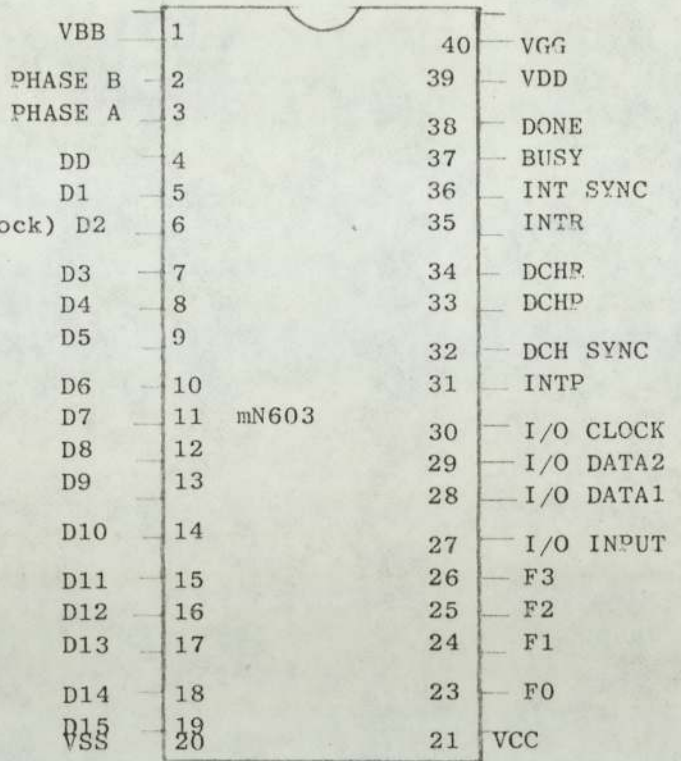 VBB 1 40 VGG
PHASE B 2 39 VDD
PHASE A 3 38 DONE
DD 4 37 BUSY
D1 5 36 INT SYNC
ock) D2 6 35 INTR
D3 7 34 DCHR
D4 8 33 DCHP
D5 9 32 DCH SYNC
D6 10 31 INTP
D7 11 mN603 30 I/O CLOCK
D8 12 29 I/O DATA2
D9 13 28 I/O DATA1
D10 14 27 I/O INPUT
D11 15 26 F3
D12 16 25 F2
D13 17 24 F1
D14 18 23 F0
D15 19
VSS 20 21 VCC